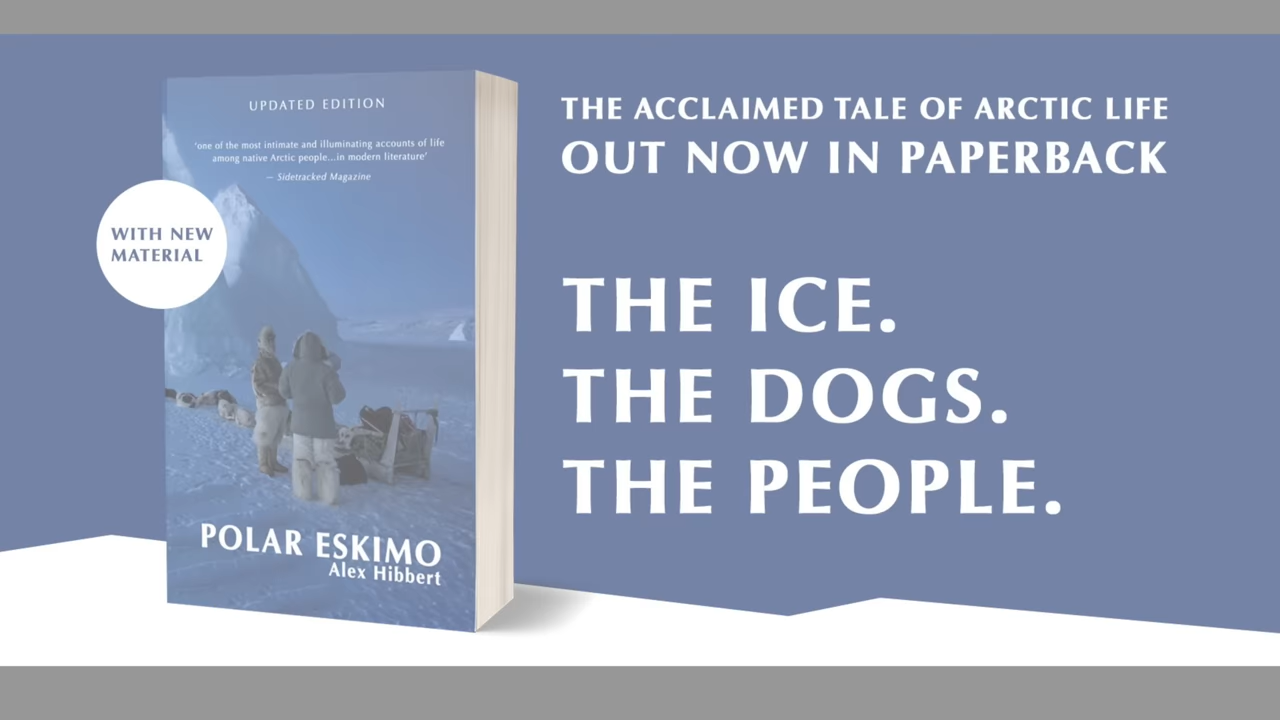 UPDATED EDITION
'one of the most intimate and illuminating accounts of life
among native Arctic people...in modern literature'
— Sidetracked Magazine
WITH NEW
MATERIAL
POLAR ESKIMO
Alex Hibbert
THE ACCLAIMED TALE OF ARCTIC LIFE
OUT NOW IN PAPERBACK
THE ICE.
THE DOGS.
THE PEOPLE.